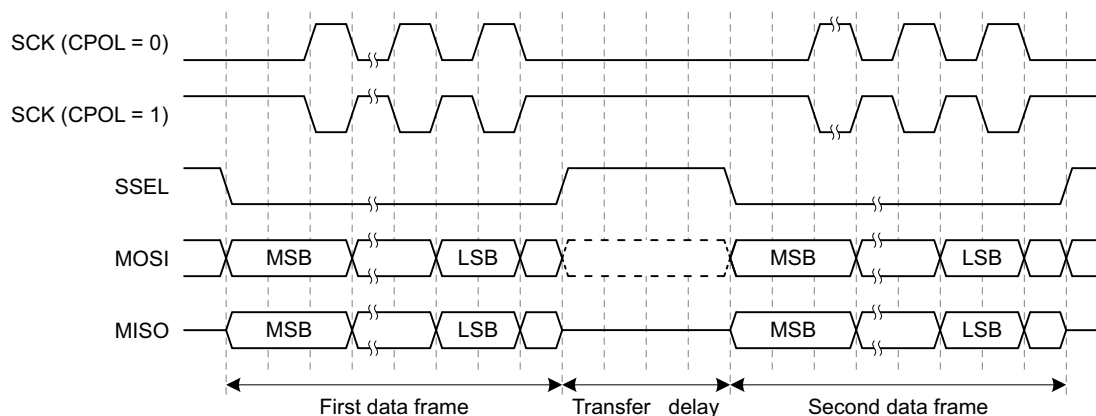 SCK (CPOL = 0)
SCK (CPOL = 1)
SSEL
MOSI MSB LSB MSB LSB
MISO MSB LSB MSB LSB
First data frame Transfer delay Second data frame